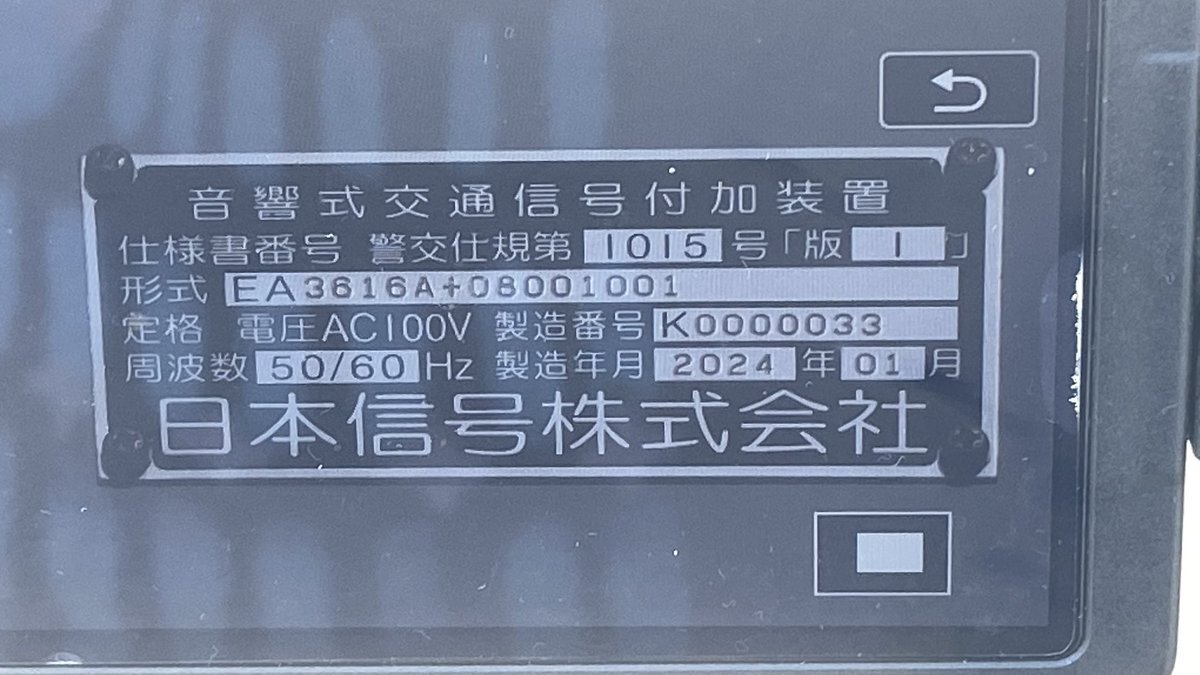 音響式交通信号付加装置
仕様書番号 警交仕規第 1015 号「版 1 」
形式 EA3616A+08001001
定格 電圧AC100V 製造番号 K0000033
周波数 50/60 Hz 製造年月 2024 年 01 月
日本信号株式会社